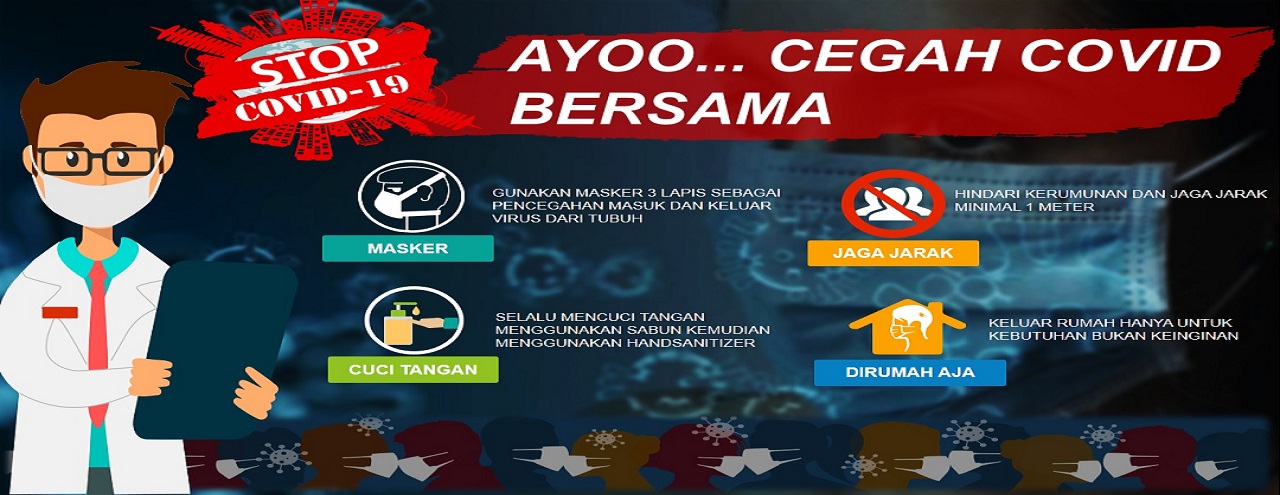 STOP
COVID-19
AYOO... CEGAH COVID
BERSAMA
GUNAKAN MASKER 3 LAPIS SEBAGAI
PENCEGAHAN MASUK DAN KELUAR
VIRUS DARI TUBUH
MASKER
HINDARI KERUMUNAN DAN JAGA JARAK
MINIMAL 1 METER
JAGA JARAK
SELALU MENCUCI TANGAN
MENGGUNAKAN SABUN KEMUDIAN
MENGGUNAKAN HANDSANITIZER
CUCI TANGAN
KELUAR RUMAH HANYA UNTUK
KEBUTUHAN BUKAN KEINGINAN
DIRUMAH AJA